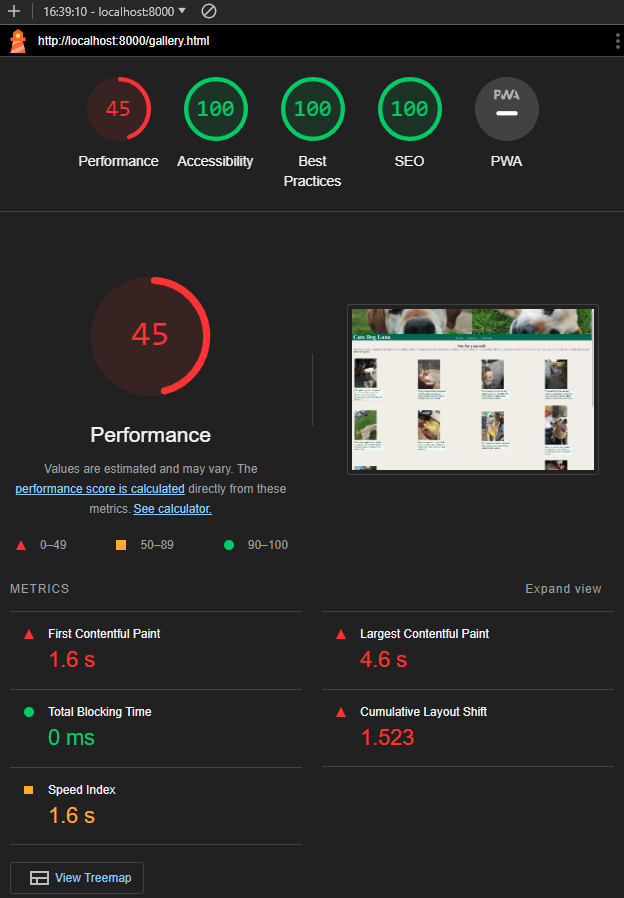 16:39:10 - localhost:8000
http://localhost:8000/gallery.html
45
100
100
100
PWA
Performance
Accessibility
Best
Practices
SEO
PWA
45
Cute Dog Luna
Performance
Values are estimated and may vary. The
performance score is calculated directly from these
metrics. See calculator.
0–49
50–89
90–100
METRICS
Expand view
First Contentful Paint
1.6 s
Largest Contentful Paint
4.6 s
Total Blocking Time
0 ms
Cumulative Layout Shift
1.523
Speed Index
1.6 s
View Treemap